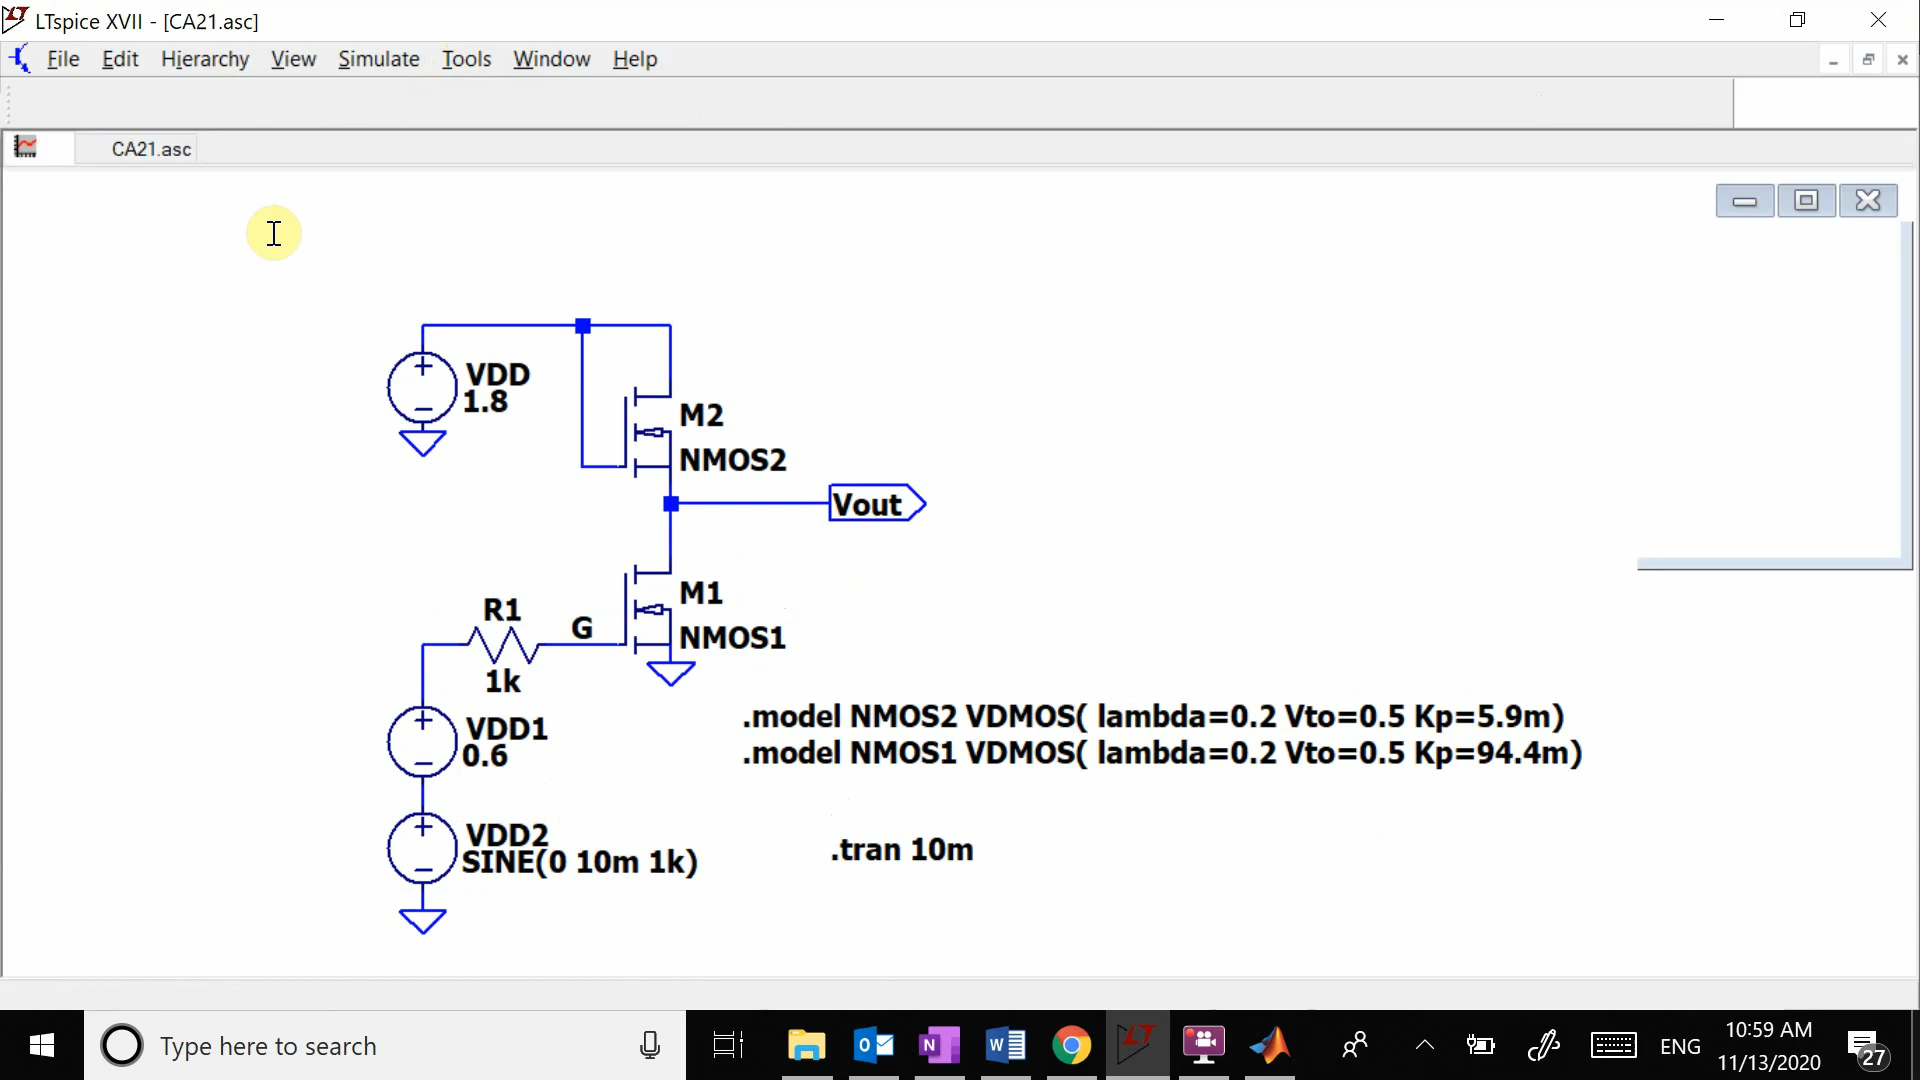 LTspice XVII - [CA21.asc]
File Edit Hierarchy View Simulate Tools Window Help
CA21.asc
VDD
1.8
M2
NMOS2
Vout
M1
NMOS1
R1
G
1k
VDD1
0.6
.model NMOS2 VDMOS( lambda=0.2 Vto=0.5 Kp=5.9m)
.model NMOS1 VDMOS( lambda=0.2 Vto=0.5 Kp=94.4m)
VDD2
SINE(0 10m 1k)
.tran 10m
Type here to search
ENG
10:59 AM
11/13/2020
27